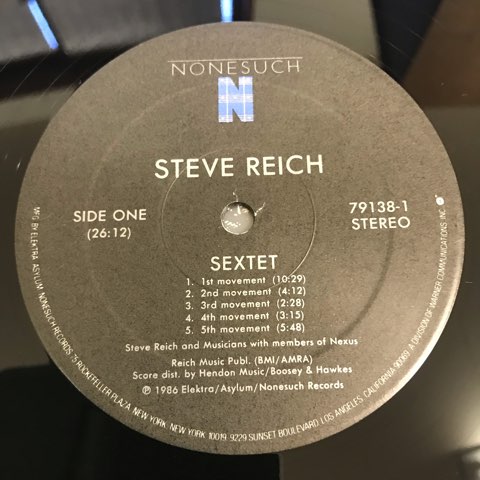 NONESUCH
N
STEVE REICH
SIDE ONE
(26:12)
79138-1
STEREO
SEXTET
1. 1st movement (10:29)
2. 2nd movement (4:12)
3. 3rd movement (2:28)
4. 4th movement (3:15)
5. 5th movement (5:48)
Steve Reich and Musicians with members of Nexus
Reich Music Publ. (BMI/AMRA)
Score dist. by Hendon Music/Boosey & Hawkes
℗ 1986 Elektra/Asylum/Nonesuch Records
MFG. BY ELEKTRA, ASYLUM, NONESUCH RECORDS, 75 ROCKEFELLER PLAZA, NEW YORK, NEW YORK 10019. 9229 SUNSET BOULEVARD, LOS ANGELES, CALIFORNIA 90069. A DIVISION OF WARNER COMMUNICATIONS INC.